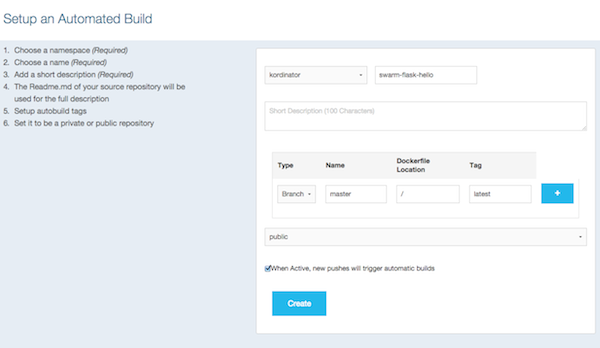 Setup an Automated Build
1. Choose a namespace (Required)
2. Choose a name (Required)
3. Add a short description (Required)
4. The Readme.md of your source repository will be
used for the full description
5. Setup autobuild tags
6. Set it to be a private or public repository
kordinator
swarm-flask-hello
Short Description (100 Characters)
Type Name Dockerfile Location Tag
Branch master / latest +
public
When Active, new pushes will trigger automatic builds
Create